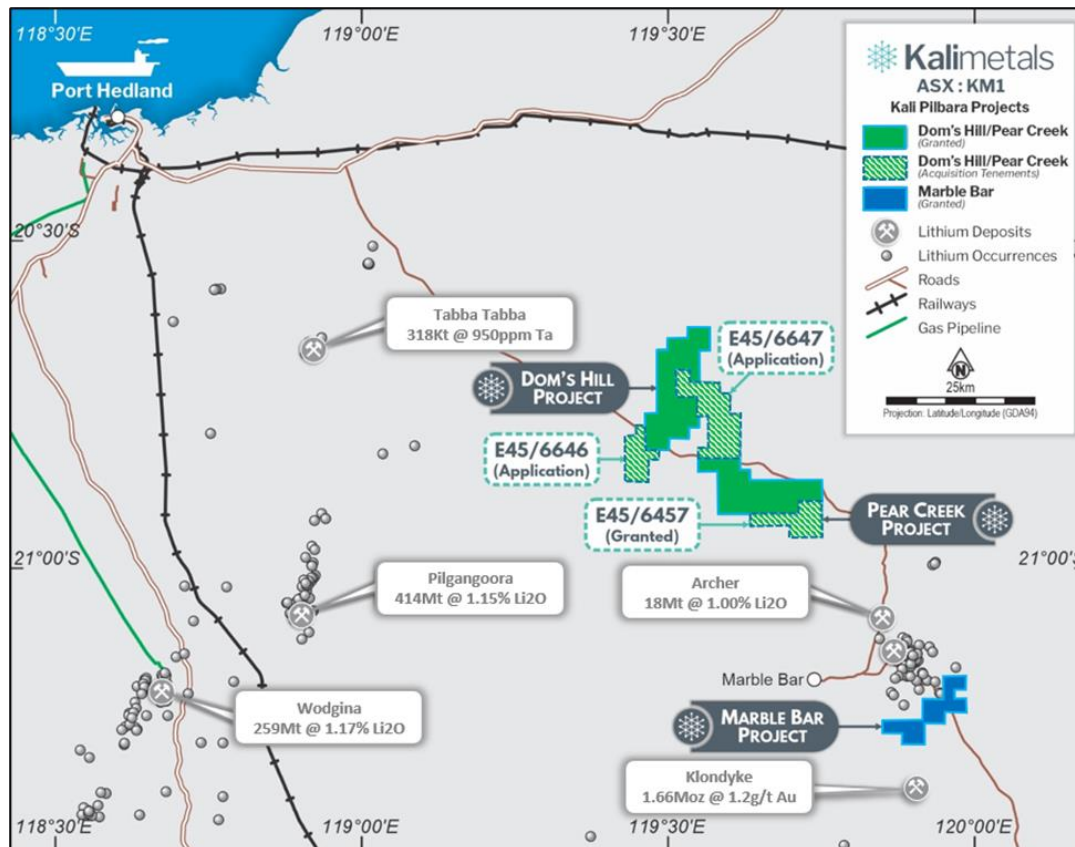 118°30'E
119°00'E
119°30'E
Port Hedland
Kalimetals
ASX : KM1
Kali Pilbara Projects
Dom's Hill/Pear Creek
(Granted)
Dom's Hill/Pear Creek
(Acquisition Tenements)
Marble Bar
(Granted)
Lithium Deposits
Lithium Occurrences
Roads
Railways
Gas Pipeline
N
25km
Projection: Latitude/Longitude (GDA94)
20°30'S
Tabba Tabba
318Kt @ 950ppm Ta
E45/6647
(Application)
DOM'S HILL
PROJECT
E45/6646
(Application)
E45/6457
(Granted)
PEAR CREEK
PROJECT
21°00'S
21°00'S
Pilgangoora
414Mt @ 1.15% Li2O
Archer
18Mt @ 1.00% Li2O
Marble Bar
Wodgina
259Mt @ 1.17% Li2O
MARBLE BAR
PROJECT
Klondyke
1.66Moz @ 1.2g/t Au
118°30'E
119°00'E
119°30'E
120°00'E